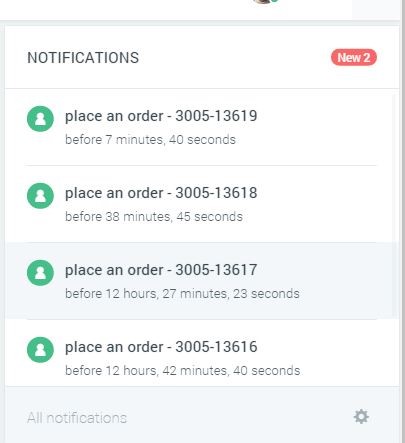 NOTIFICATIONS
New 2
place an order - 3005-13619
before 7 minutes, 40 seconds
place an order - 3005-13618
before 38 minutes, 45 seconds
place an order - 3005-13617
before 12 hours, 27 minutes, 23 seconds
place an order - 3005-13616
before 12 hours, 42 minutes, 40 seconds
All notifications